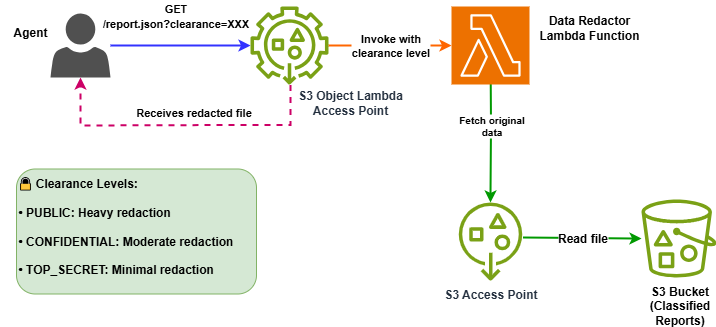 Agent
GET
/report.json?clearance=XXX
Invoke with
clearance level
Data Redactor
Lambda Function
S3 Object Lambda
Access Point
Receives redacted file
Fetch original
data
🔒 Clearance Levels:
• PUBLIC: Heavy redaction
• CONFIDENTIAL: Moderate redaction
• TOP_SECRET: Minimal redaction
Read file
S3 Access Point
S3 Bucket
(Classified
Reports)